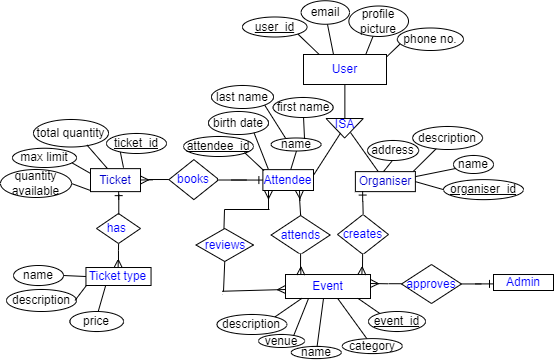 email
user_id
profile
picture
phone no.
User
last name
first name
birth date
ISA
total quantity
ticket_id
attendee_id
name
address
description
max limit
name
quantity
available
Ticket
books
Attendee
Organiser
organiser_id
has
reviews
attends
creates
name
Ticket type
description
price
Event
approves
Admin
description
event_id
venue
name
category